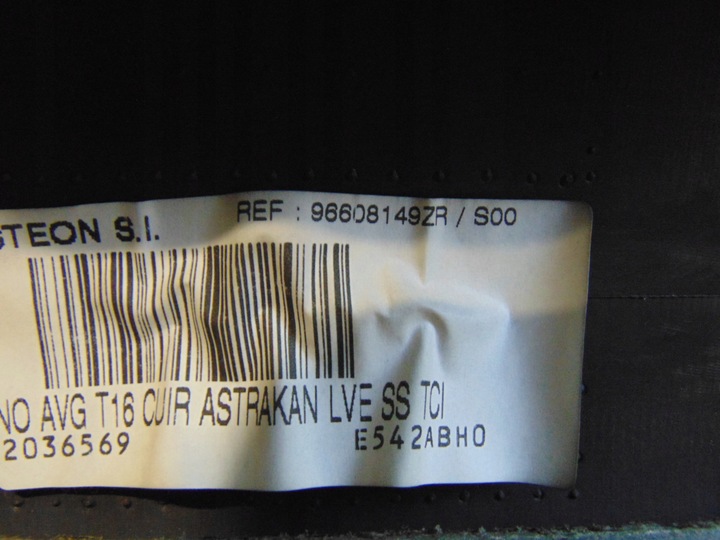 STEON S.I.
REF : 96608149ZR / S00
NO AVG T16 CUIR ASTRAKAN LVE SS TCI
2036569 E542ABH0